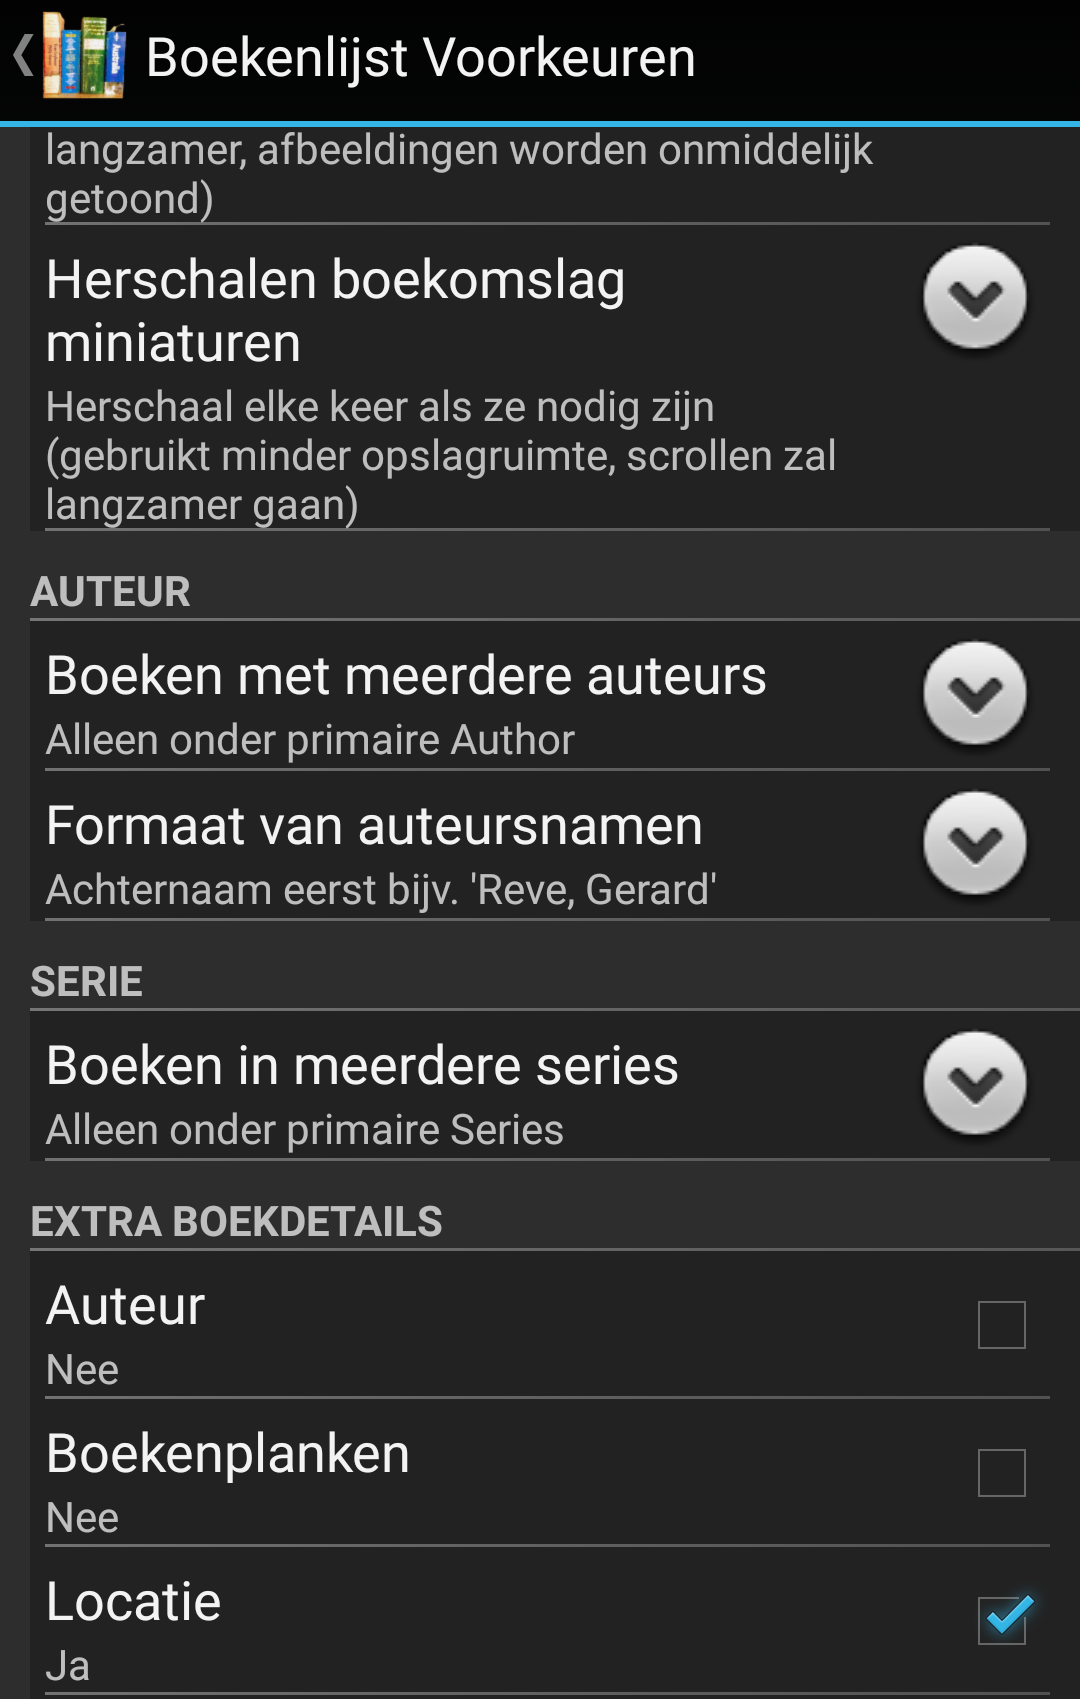 Boekenlijst Voorkeuren
langzamer, afbeeldingen worden onmiddelijk
getoond)
Herschalen boekomslag
miniaturen
Herschaal elke keer als ze nodig zijn
(gebruikt minder opslagruimte, scrollen zal
langzamer gaan)
AUTEUR
Boeken met meerdere auteurs
Alleen onder primaire Author
Formaat van auteursnamen
Achternaam eerst bijv. 'Reve, Gerard'
SERIE
Boeken in meerdere series
Alleen onder primaire Series
EXTRA BOEKDETAILS
Auteur
Nee
Boekenplanken
Nee
Locatie
Ja